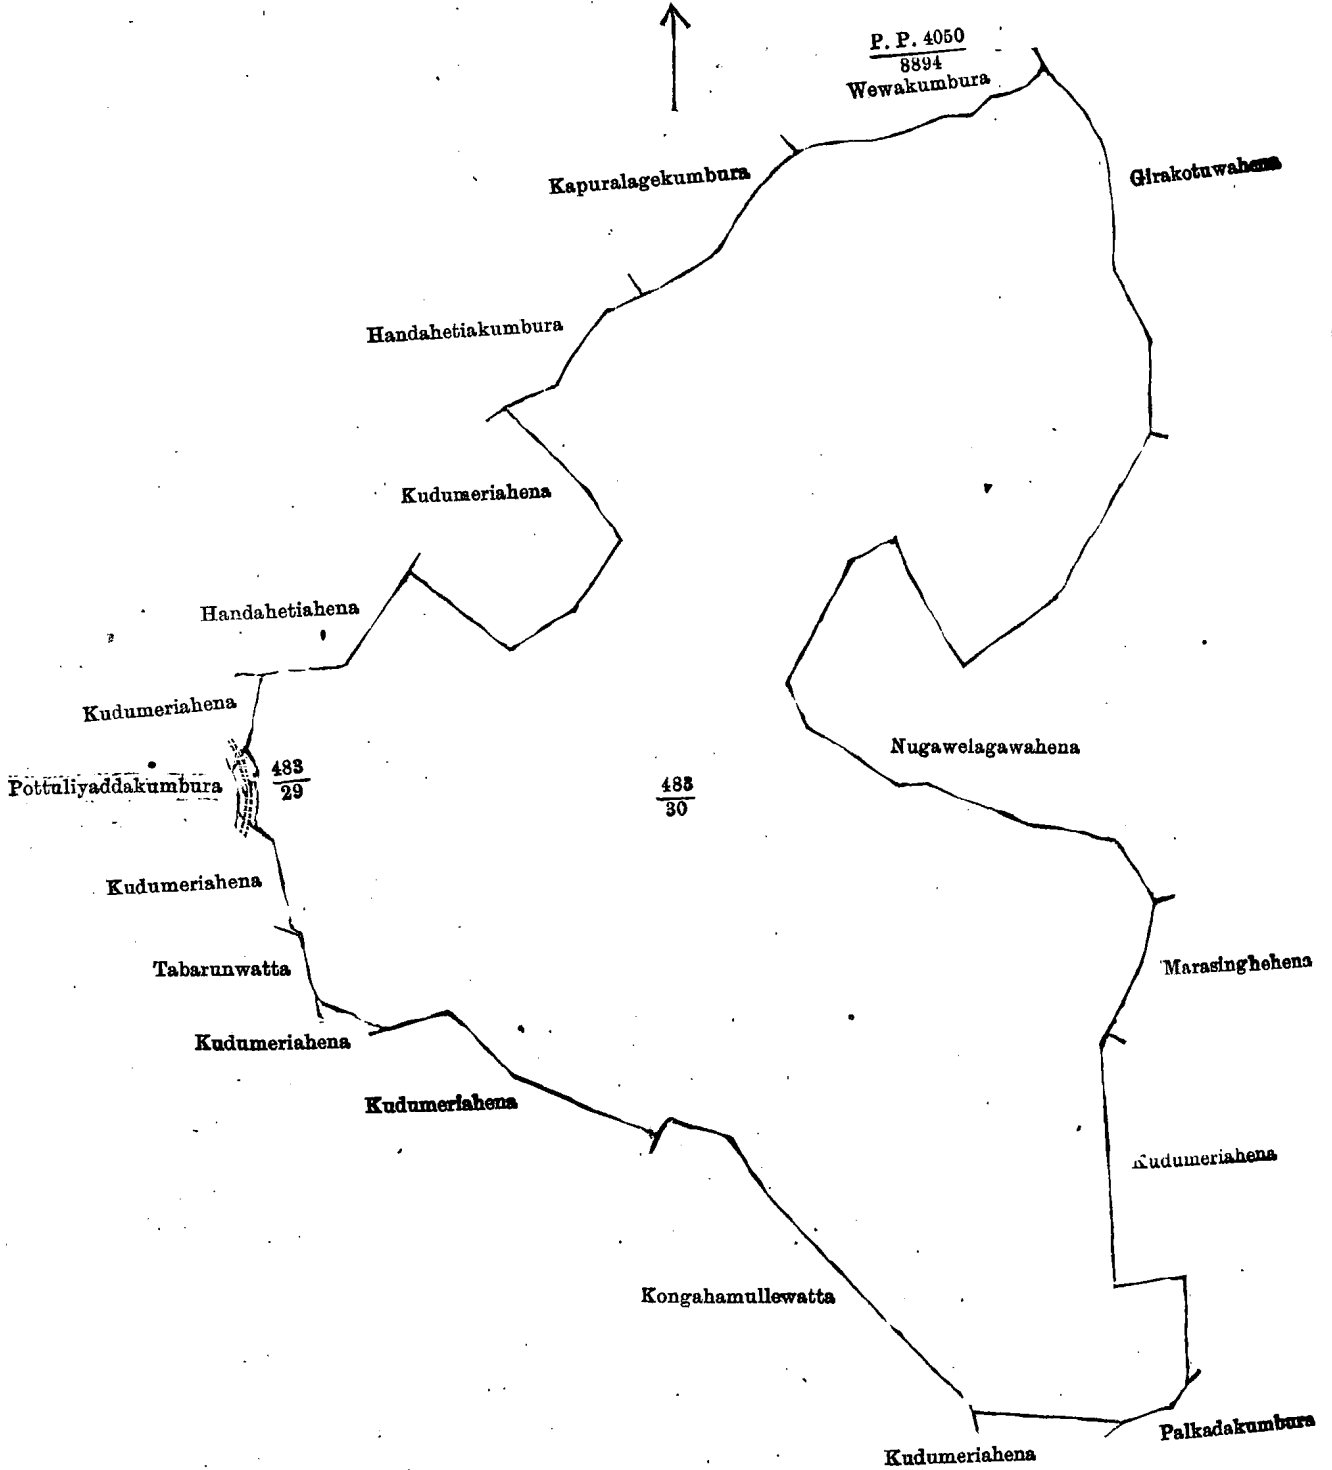 P. P. 4050
8894
Wewakumbura
Kapuralagekumbura
Girakotuwahena
Handahetiakumbura
Kudumeriahena
Handahetiahena
Kudumeriahena
Nugawelagawahena
Pottuliyaddakumbura
483
29
483
30
Kudumeriahena
Tabarunwatta
Marasinghehena
Kudumeriahena
Kudumeriahena
Kudumeriahena
Kongahamullewatta
Palkadakumbura
Kudumeriahena